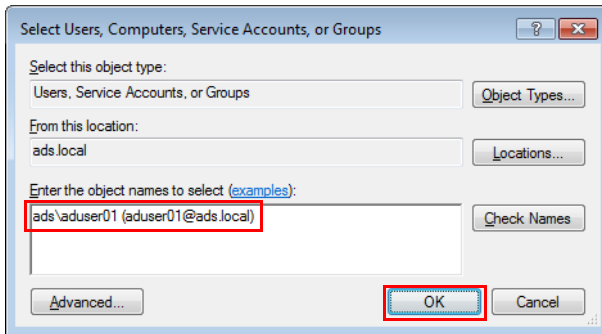 Select Users, Computers, Service Accounts, or Groups
Select this object type:
Users, Service Accounts, or Groups
Object Types...
From this location:
ads.local
Locations...
Enter the object names to select (examples):
ads\aduser01 (aduser01@ads.local)
Check Names
Advanced...
OK
Cancel